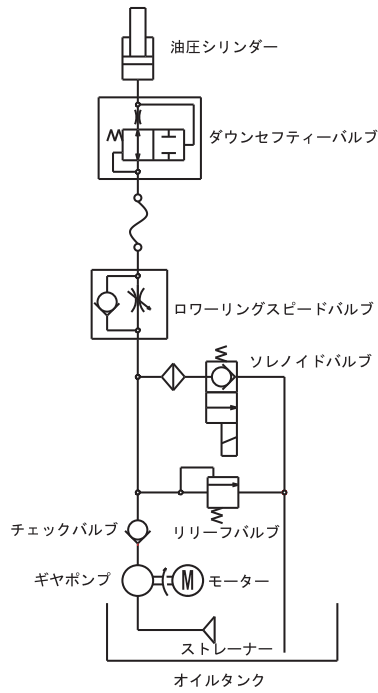 油圧シリンダー
ダウンセフティーバルブ
ロワーリングスピードバルブ
ソレノイドバルブ
チェックバルブ
リリーフバルブ
ギヤポンプ
M
モーター
ストレーナー
オイルタンク